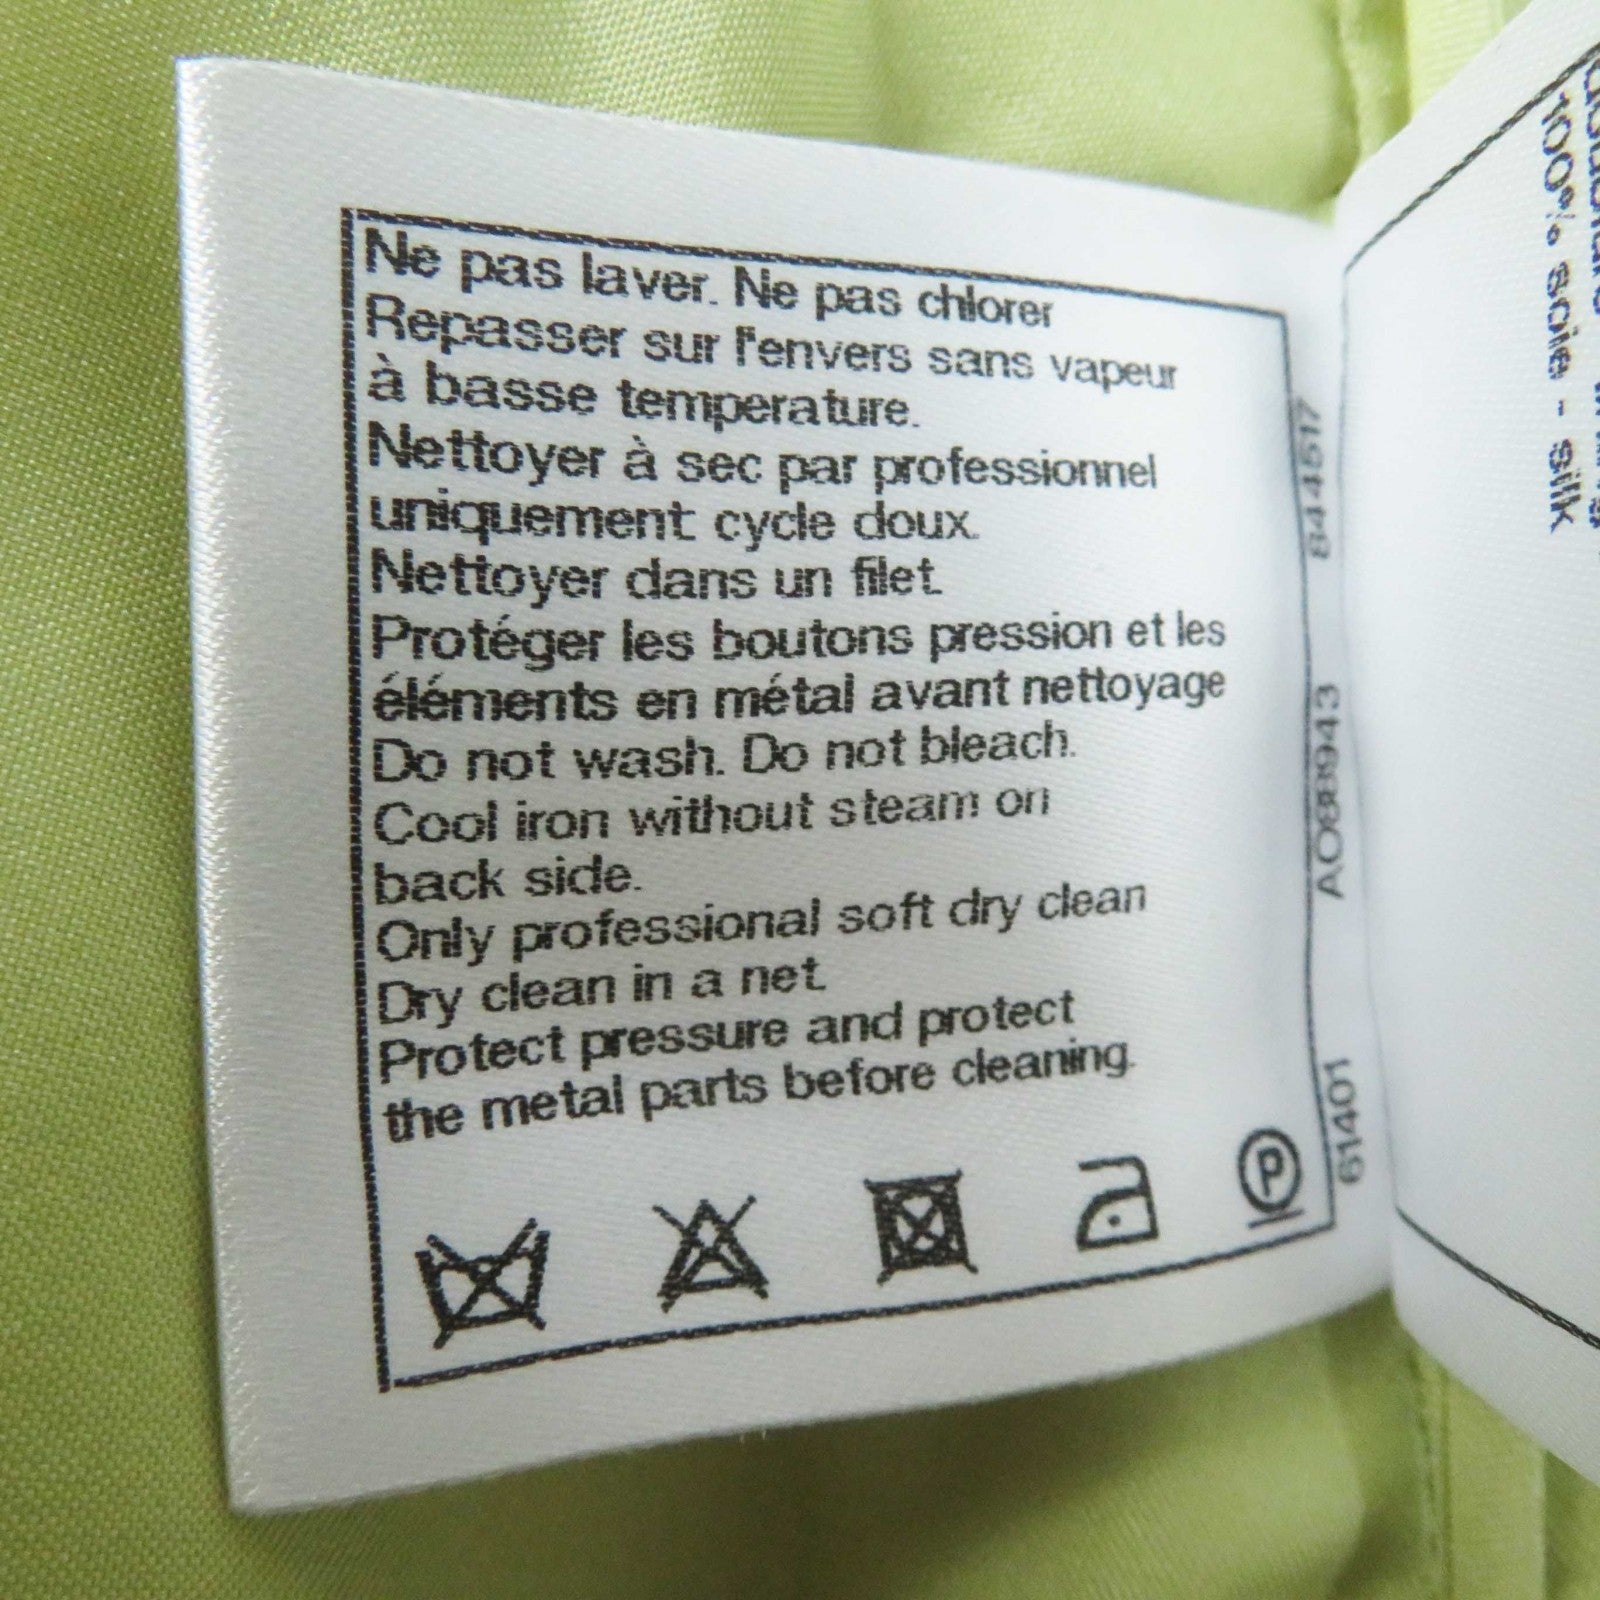 Ne pas laver. Ne pas chlorer
Repasser sur l'envers sans vapeur
à basse temperature.
Nettoyer à sec par professionnel
uniquement cycle doux.
Nettoyer dans un filet.
Protéger les boutons pression et les
éléments en métal avant nettoyage
Do not wash. Do not bleach.
Cool iron without steam on
back side.
Only professional soft dry clean
Dry clean in a net.
Protect pressure and protect
the metal parts before cleaning.
P
61401 A088943 844517
100% soie - silk